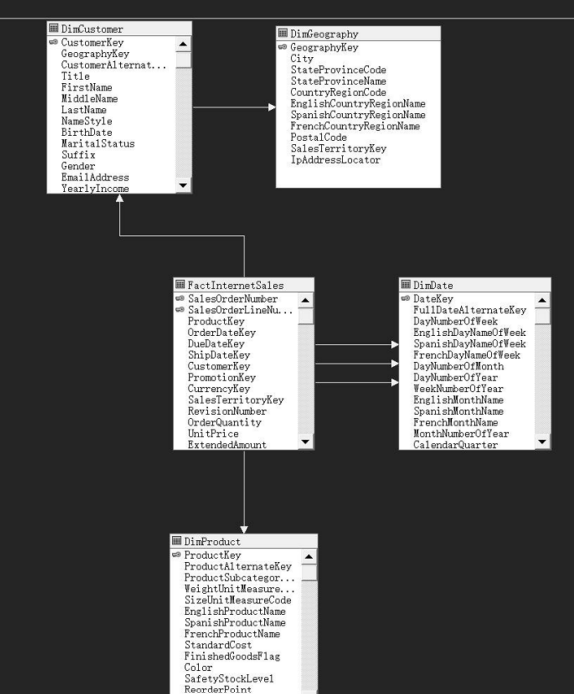 DimCustomer
CustomerKey
GeographyKey
CustomerAlternat...
Title
FirstName
MiddleName
LastName
NameStyle
BirthDate
MaritalStatus
Suffix
Gender
EmailAddress
YearlyIncome
DimGeography
GeographyKey
City
StateProvinceCode
StateProvinceName
CountryRegionCode
EnglishCountryRegionName
SpanishCountryRegionName
FrenchCountryRegionName
PostalCode
SalesTerritoryKey
IpAddressLocator
FactInternetSales
SalesOrderNumber
SalesOrderLineNu...
ProductKey
OrderDateKey
DueDateKey
ShipDateKey
CustomerKey
PromotionKey
CurrencyKey
SalesTerritoryKey
RevisionNumber
OrderQuantity
UnitPrice
ExtendedAmount
DimDate
DateKey
FullDateAlternateKey
DayNumberOfWeek
EnglishDayNameOfWeek
SpanishDayNameOfWeek
FrenchDayNameOfWeek
DayNumberOfMonth
DayNumberOfYear
WeekNumberOfYear
EnglishMonthName
SpanishMonthName
FrenchMonthName
MonthNumberOfYear
CalendarQuarter
DimProduct
ProductKey
ProductAlternateKey
ProductSubcategor...
WeightUnitMeasure...
SizeUnitMeasureCode
EnglishProductName
SpanishProductName
FrenchProductName
StandardCost
FinishedGoodsFlag
Color
SafetyStockLevel
ReorderPoint